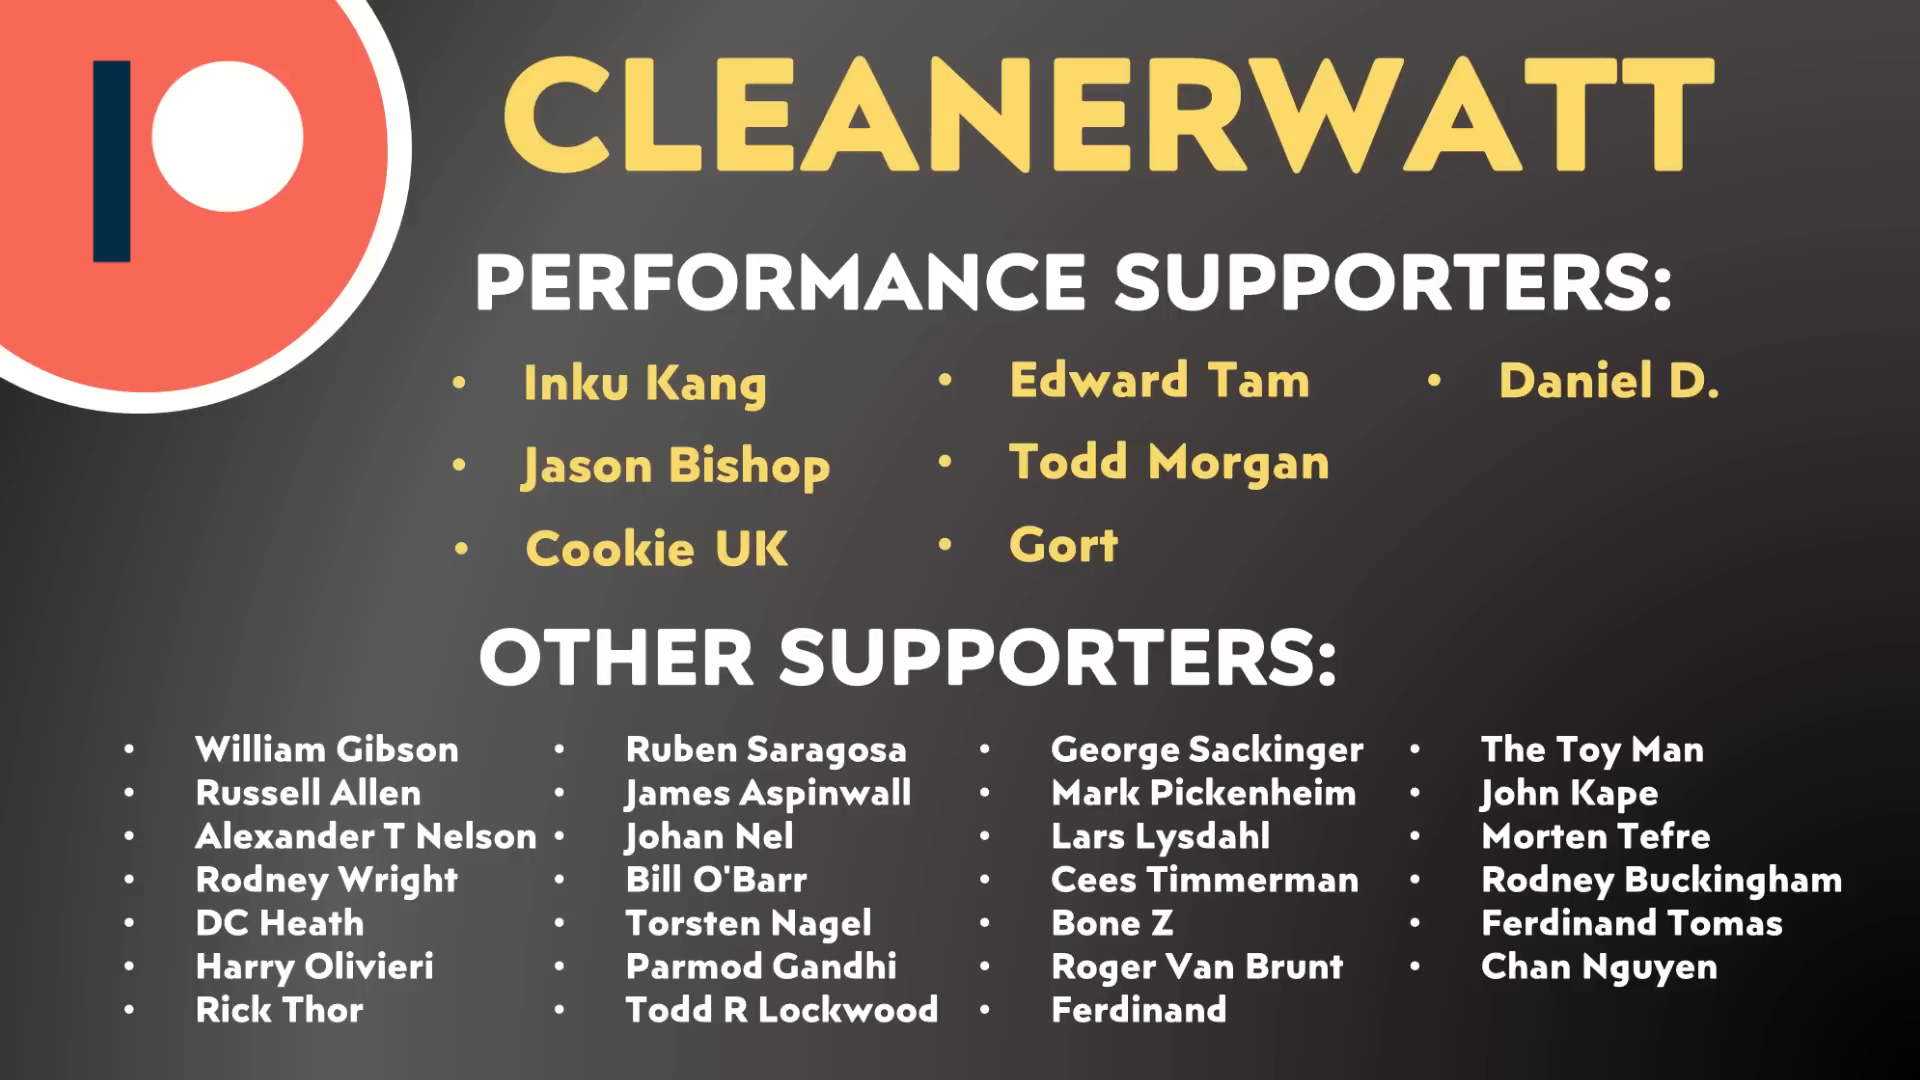 CLEANERWATT
PERFORMANCE SUPPORTERS:
• Inku Kang
• Jason Bishop
• Cookie UK
• Edward Tam
• Todd Morgan
• Gort
• Daniel D.
OTHER SUPPORTERS:
• William Gibson
• Russell Allen
• Alexander T Nelson
• Rodney Wright
• DC Heath
• Harry Olivieri
• Rick Thor
• Ruben Saragosa
• James Aspinwall
• Johan Nel
• Bill O'Barr
• Torsten Nagel
• Parmod Gandhi
• Todd R Lockwood
• George Sackinger
• Mark Pickenheim
• Lars Lysdahl
• Cees Timmerman
• Bone Z
• Roger Van Brunt
• Ferdinand
• The Toy Man
• John Kape
• Morten Tefre
• Rodney Buckingham
• Ferdinand Tomas
• Chan Nguyen